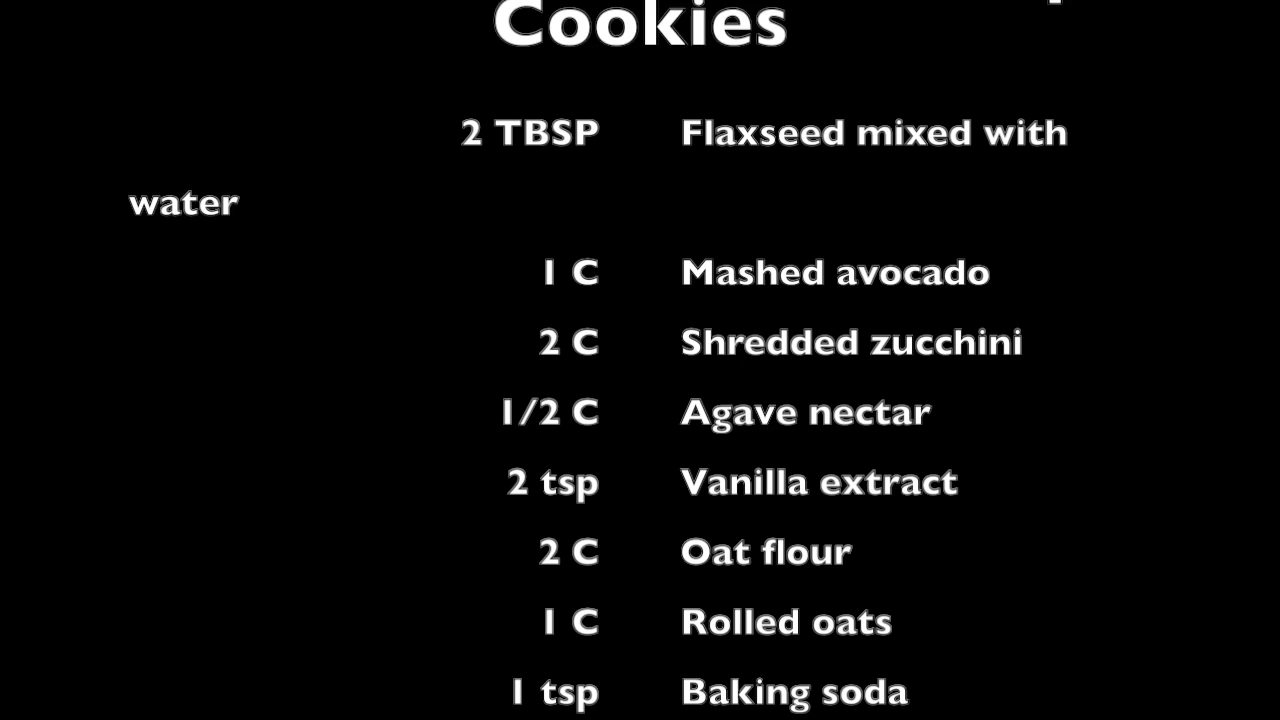 Cookies
2 TBSP Flaxseed mixed with
water
1 C Mashed avocado
2 C Shredded zucchini
1/2 C Agave nectar
2 tsp Vanilla extract
2 C Oat flour
1 C Rolled oats
1 tsp Baking soda